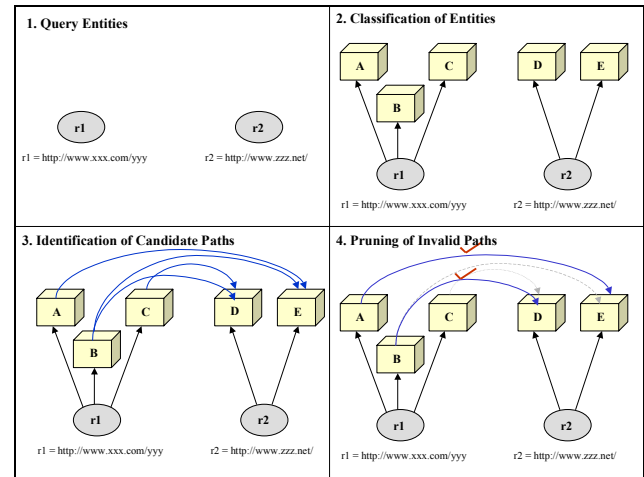 1. Query Entities
r1
r2
r1 = http://www.xxx.com/yyy
r2 = http://www.zzz.net/
2. Classification of Entities
A
C
D
E
B
r1
r2
r1 = http://www.xxx.com/yyy
r2 = http://www.zzz.net/
3. Identification of Candidate Paths
A
C
D
E
B
r1
r2
r1 = http://www.xxx.com/yyy
r2 = http://www.zzz.net/
4. Pruning of Invalid Paths
A
C
D
E
B
r1
r2
r1 = http://www.xxx.com/yyy
r2 = http://www.zzz.net/